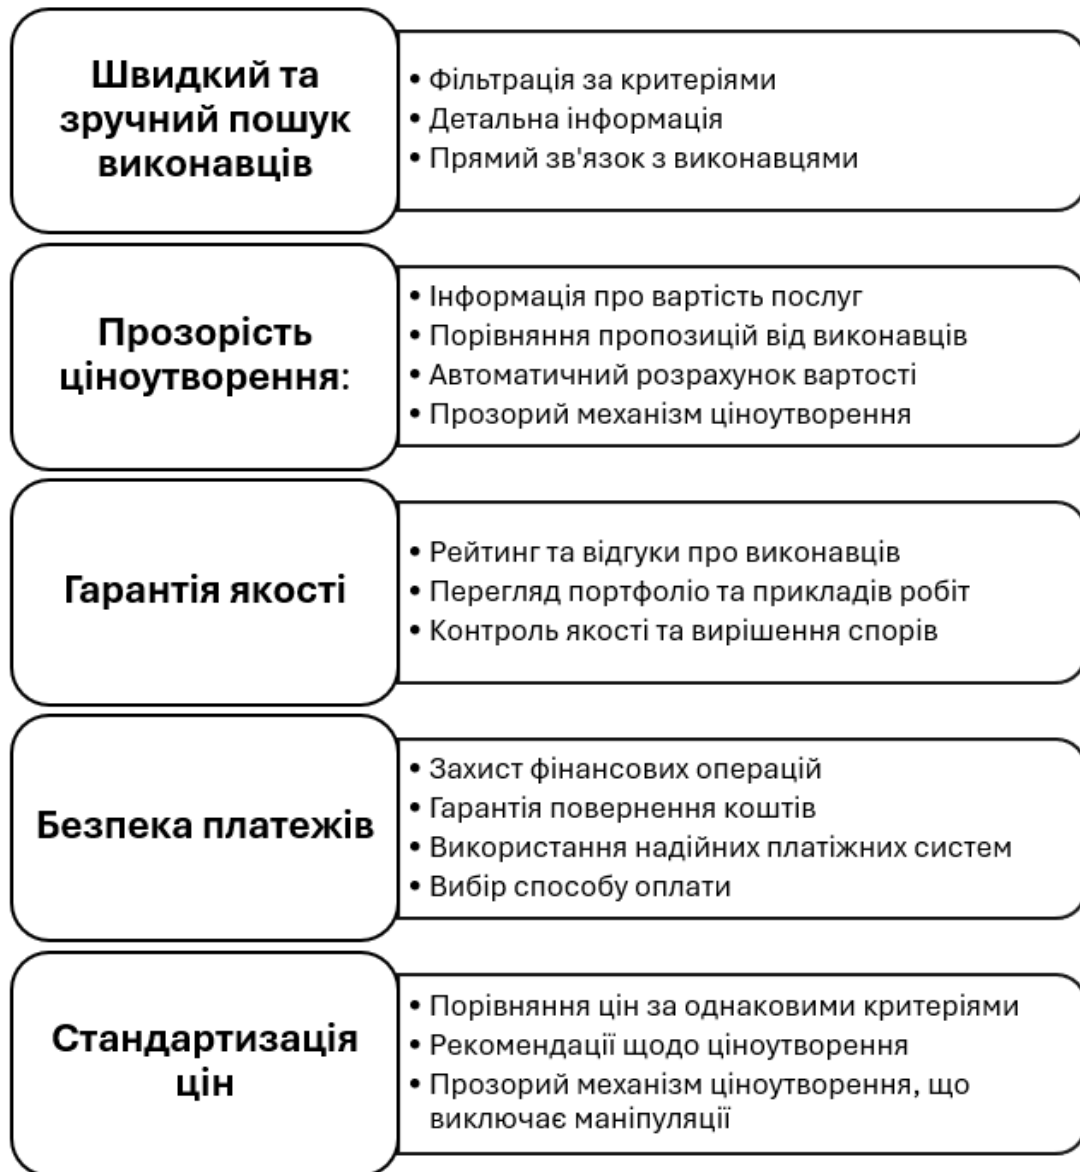 Швидкий та
зручний пошук
виконавців
• Фільтрація за критеріями
• Детальна інформація
• Прямий зв'язок з виконавцями
Прозорість
ціноутворення:
• Інформація про вартість послуг
• Порівняння пропозицій від виконавців
• Автоматичний розрахунок вартості
• Прозорий механізм ціноутворення
Гарантія якості
• Рейтинг та відгуки про виконавців
• Перегляд портфоліо та прикладів робіт
• Контроль якості та вирішення спорів
Безпека платежів
• Захист фінансових операцій
• Гарантія повернення коштів
• Використання надійних платіжних систем
• Вибір способу оплати
Стандартизація
цін
• Порівняння цін за однаковими критеріями
• Рекомендації щодо ціноутворення
• Прозорий механізм ціноутворення, що
виключає маніпуляції